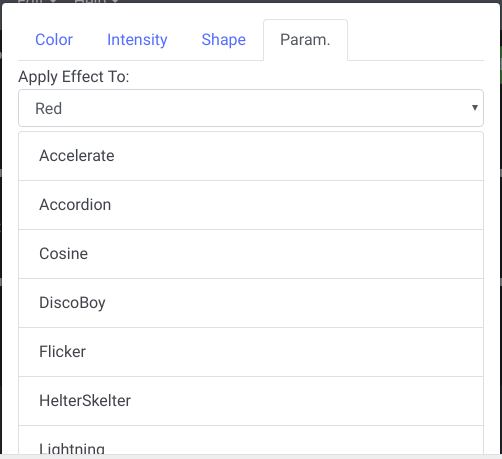 Color Intensity Shape Param.
Apply Effect To:
Red
Accelerate
Accordion
Cosine
DiscoBoy
Flicker
HelterSkelter
Lightning